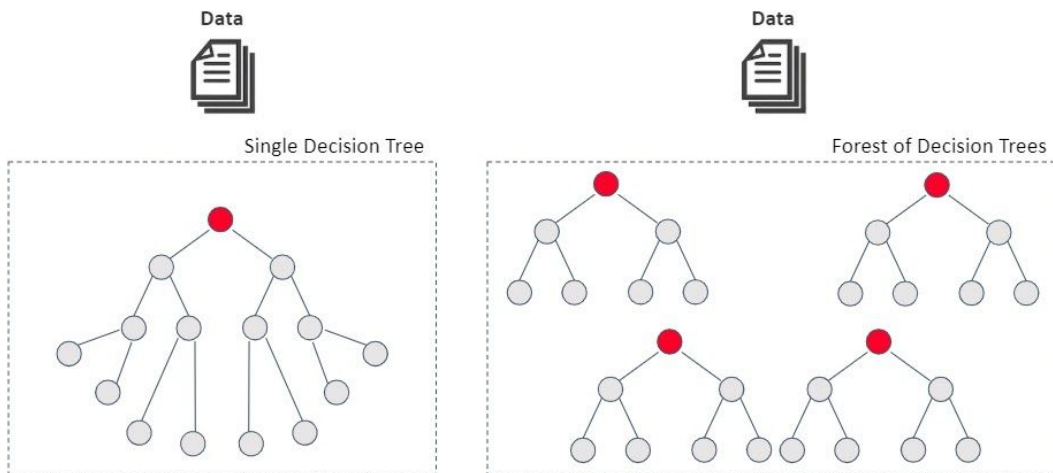 Data
Data
Single Decision Tree
Forest of Decision Trees